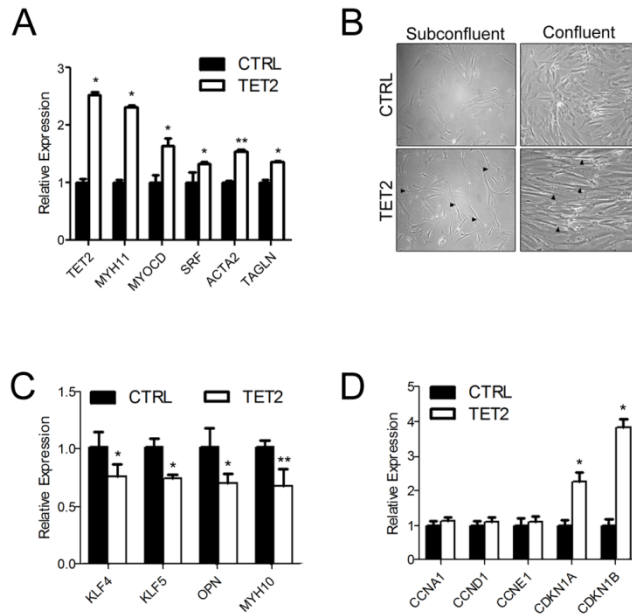 A
CTRL
TET2
Relative Expression
3
2
1
0
*
*
*
*
**
*
TET2
MYH11
MYOCD
SRF
ACTA2
TAGLN
B
Subconfluent
Confluent
CTRL
TET2
C
CTRL
TET2
Relative Expression
1.5
1.0
0.5
0.0
*
*
*
**
KLF4
KLF5
OPN
MYH10
D
CTRL
TET2
Relative Expression
5
4
3
2
1
0
*
*
CCNA1
CCND1
CCNE1
CDKN1A
CDKN1B